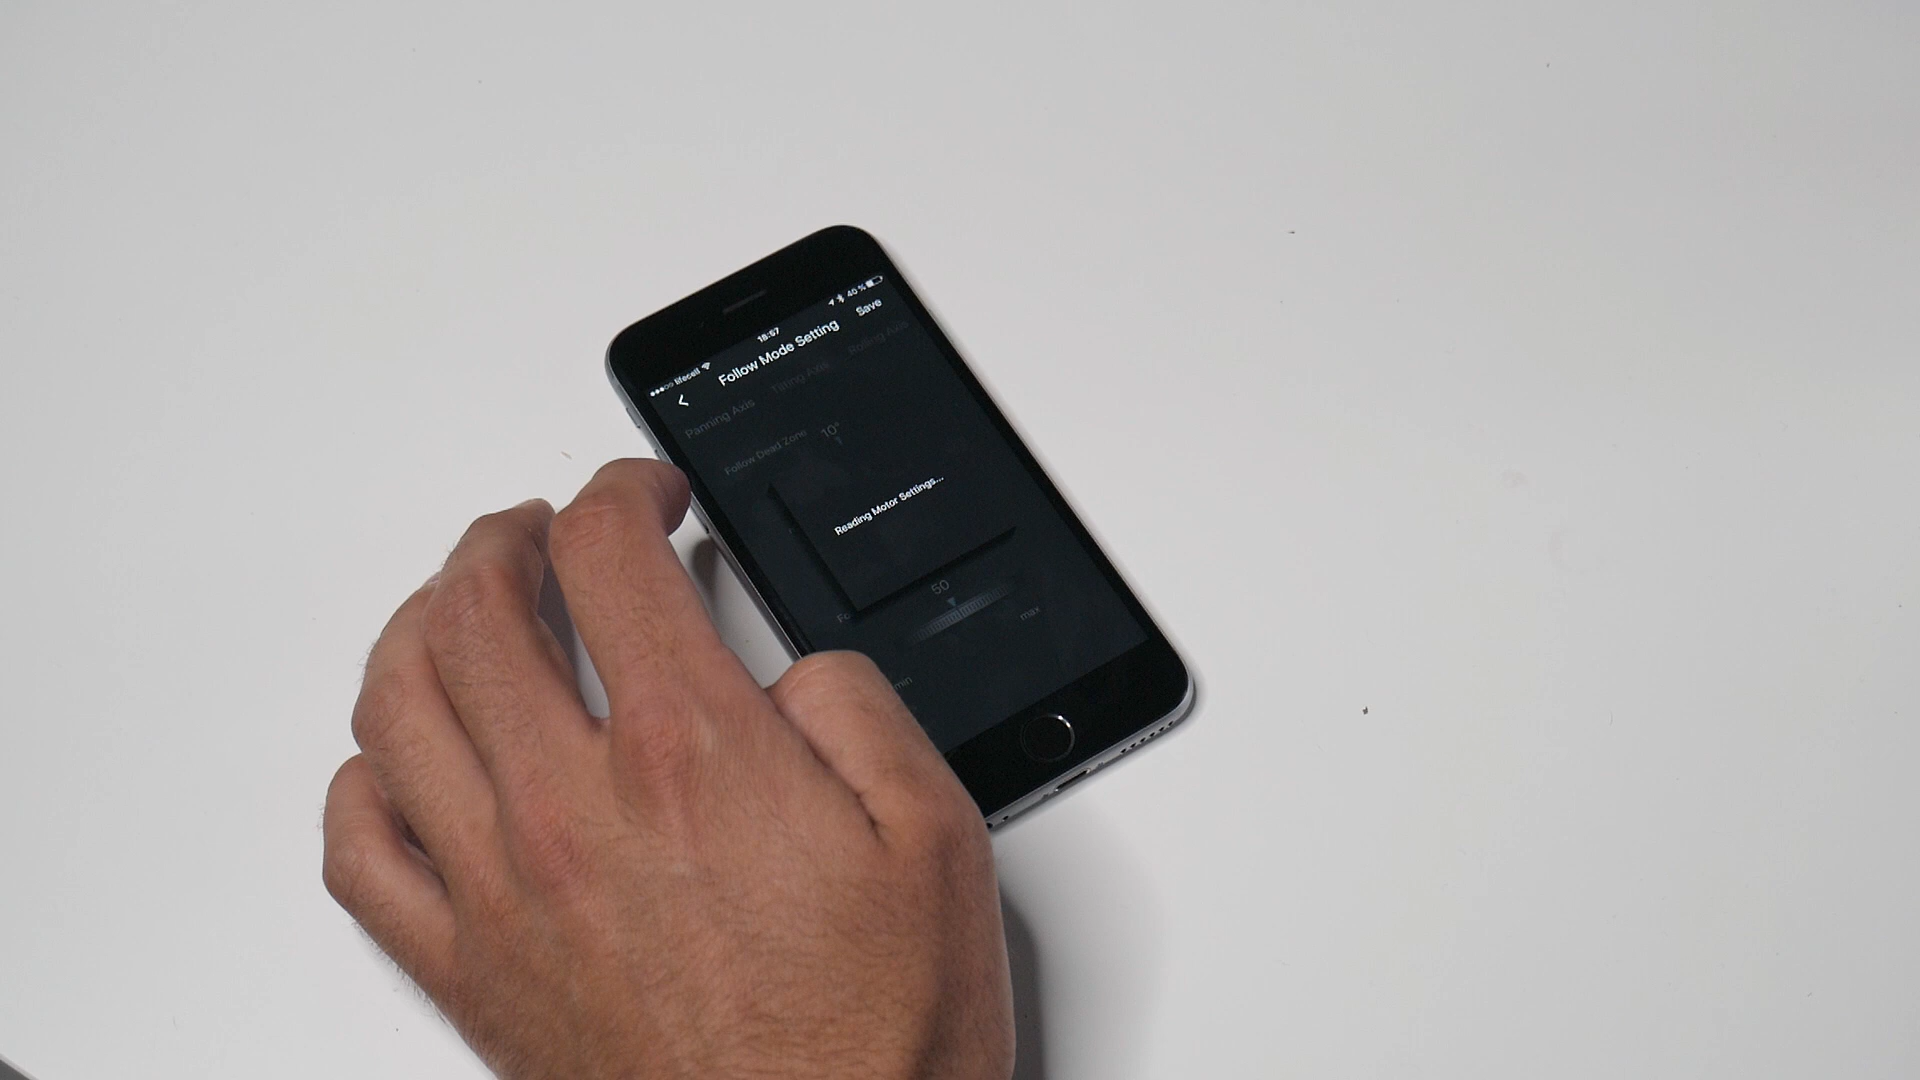 ●●●○○ lifecell 18:57 40 %
< Follow Mode Setting Save
Panning Axis Tilting Axis Rolling Axis
Follow Dead Zone 10°
Reading Motor Settings...
50
max
min